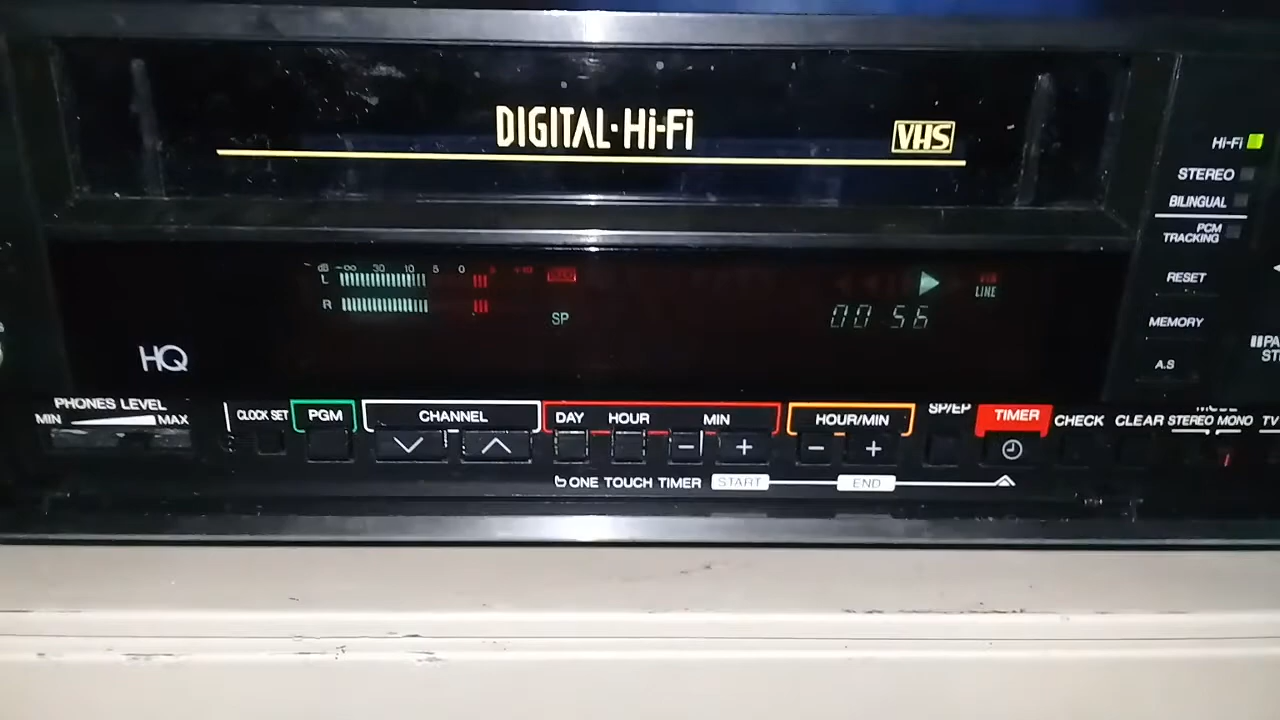 DIGITAL·Hi-Fi
VHS
Hi-Fi
STEREO
BILINGUAL
PCM
TRACKING
RESET
MEMORY
A.S
dB -∞ 30 10 5 0
L
R
SP
LINE
00 56
HQ
PHONES LEVEL
MIN MAX
CLOCK SET PGM CHANNEL DAY HOUR MIN HOUR/MIN SP/EP TIMER CHECK CLEAR STEREO MONO TV
- + - +
ONE TOUCH TIMER START END